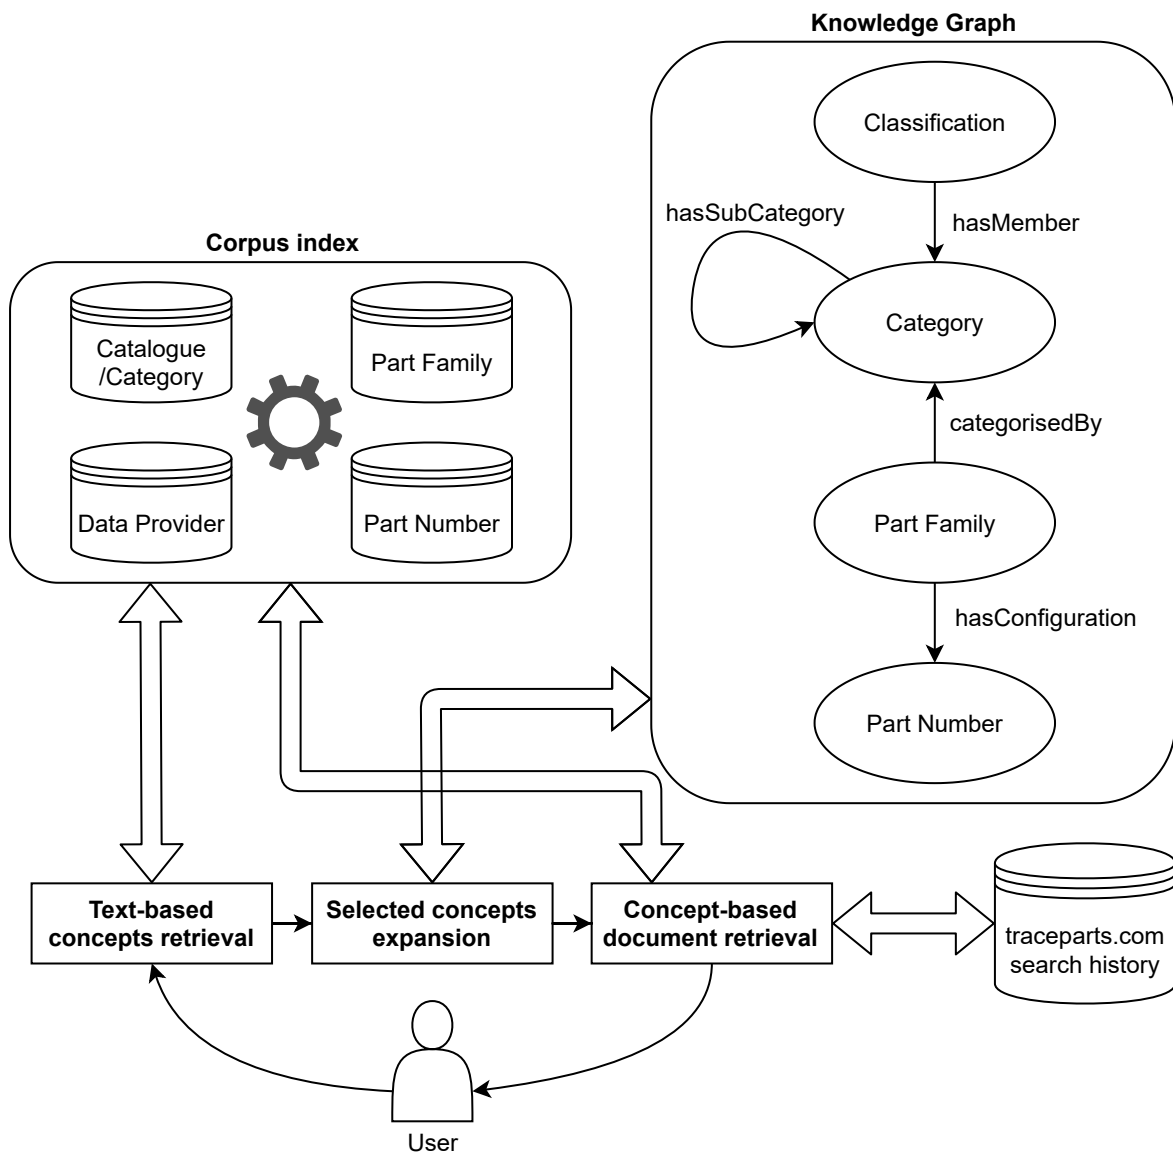 Knowledge Graph
Classification
hasMember
hasSubCategory
Category
categorisedBy
Part Family
hasConfiguration
Part Number
Corpus index
Catalogue
/Category
Part Family
Data Provider
Part Number
Text-based
concepts retrieval
Selected concepts
expansion
Concept-based
document retrieval
traceparts.com
search history
User